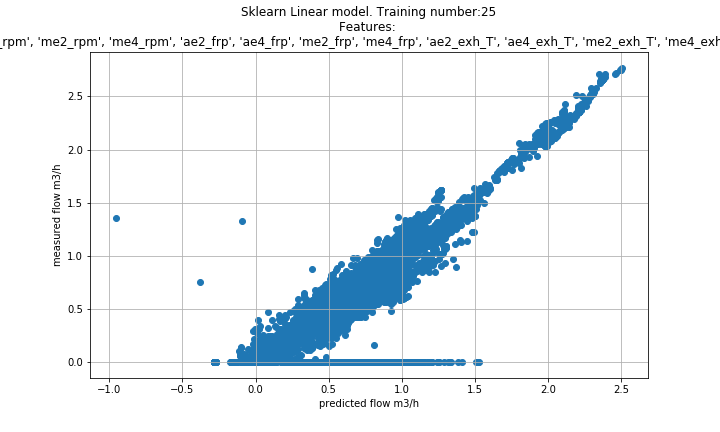 Sklearn Linear model. Training number:25
Features:
_rpm', 'me2_rpm', 'me4_rpm', 'ae2_frp', 'ae4_frp', 'me2_frp', 'me4_frp', 'ae2_exh_T', 'ae4_exh_T', 'me2_exh_T', 'me4_exh
measured flow m3/h
2.5
2.0
1.5
1.0
0.5
0.0
−1.0 −0.5 0.0 0.5 1.0 1.5 2.0 2.5
predicted flow m3/h